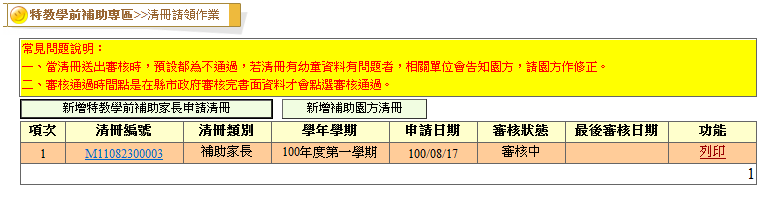 特教學前補助專區>>清冊請領作業
常見問題說明：
一、當清冊送出審核時，預設都為不通過，若清冊有幼童資料有問題者，相關單位會告知園方，請園方作修正。
二、審核通過時間點是在縣市政府審核完書面資料才會點選審核通過。
新增特教學前補助家長申請清冊 新增補助園方清冊
項次 清冊編號 清冊類別 學年學期 申請日期 審核狀態 最後審核日期 功能
1 M11082300003 補助家長 100年度第一學期 100/08/17 審核中 列印
1